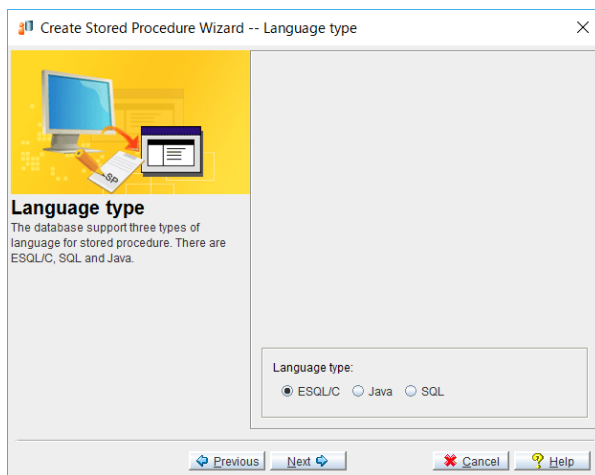 Create Stored Procedure Wizard -- Language type
SP
Language type
The database support three types of
language for stored procedure. There are
ESQL/C, SQL and Java.
Language type:
ESQL/C Java SQL
Previous Next Cancel Help